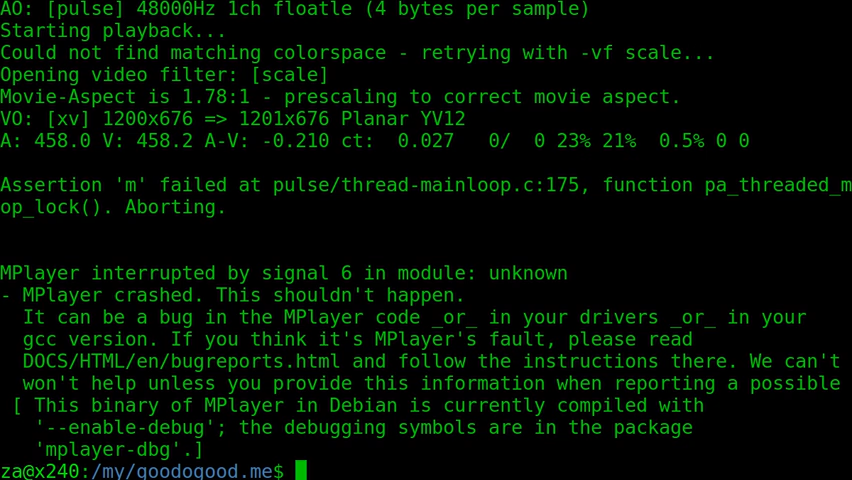 AO: [pulse] 48000Hz 1ch floatle (4 bytes per sample)
Starting playback...
Could not find matching colorspace - retrying with -vf scale...
Opening video filter: [scale]
Movie-Aspect is 1.78:1 - prescaling to correct movie aspect.
VO: [xv] 1200x676 => 1201x676 Planar YV12
A: 458.0 V: 458.2 A-V: -0.210 ct:  0.027   0/  0 23% 21%  0.5% 0 0
Assertion 'm' failed at pulse/thread-mainloop.c:175, function pa_threaded_m
op_lock(). Aborting.
MPlayer interrupted by signal 6 in module: unknown
- MPlayer crashed. This shouldn't happen.
  It can be a bug in the MPlayer code _or_ in your drivers _or_ in your
  gcc version. If you think it's MPlayer's fault, please read
  DOCS/HTML/en/bugreports.html and follow the instructions there. We can't
  won't help unless you provide this information when reporting a possible
 [ This binary of MPlayer in Debian is currently compiled with
   '--enable-debug'; the debugging symbols are in the package
   'mplayer-dbg'.]
za@x240:/my/goodogood.me$